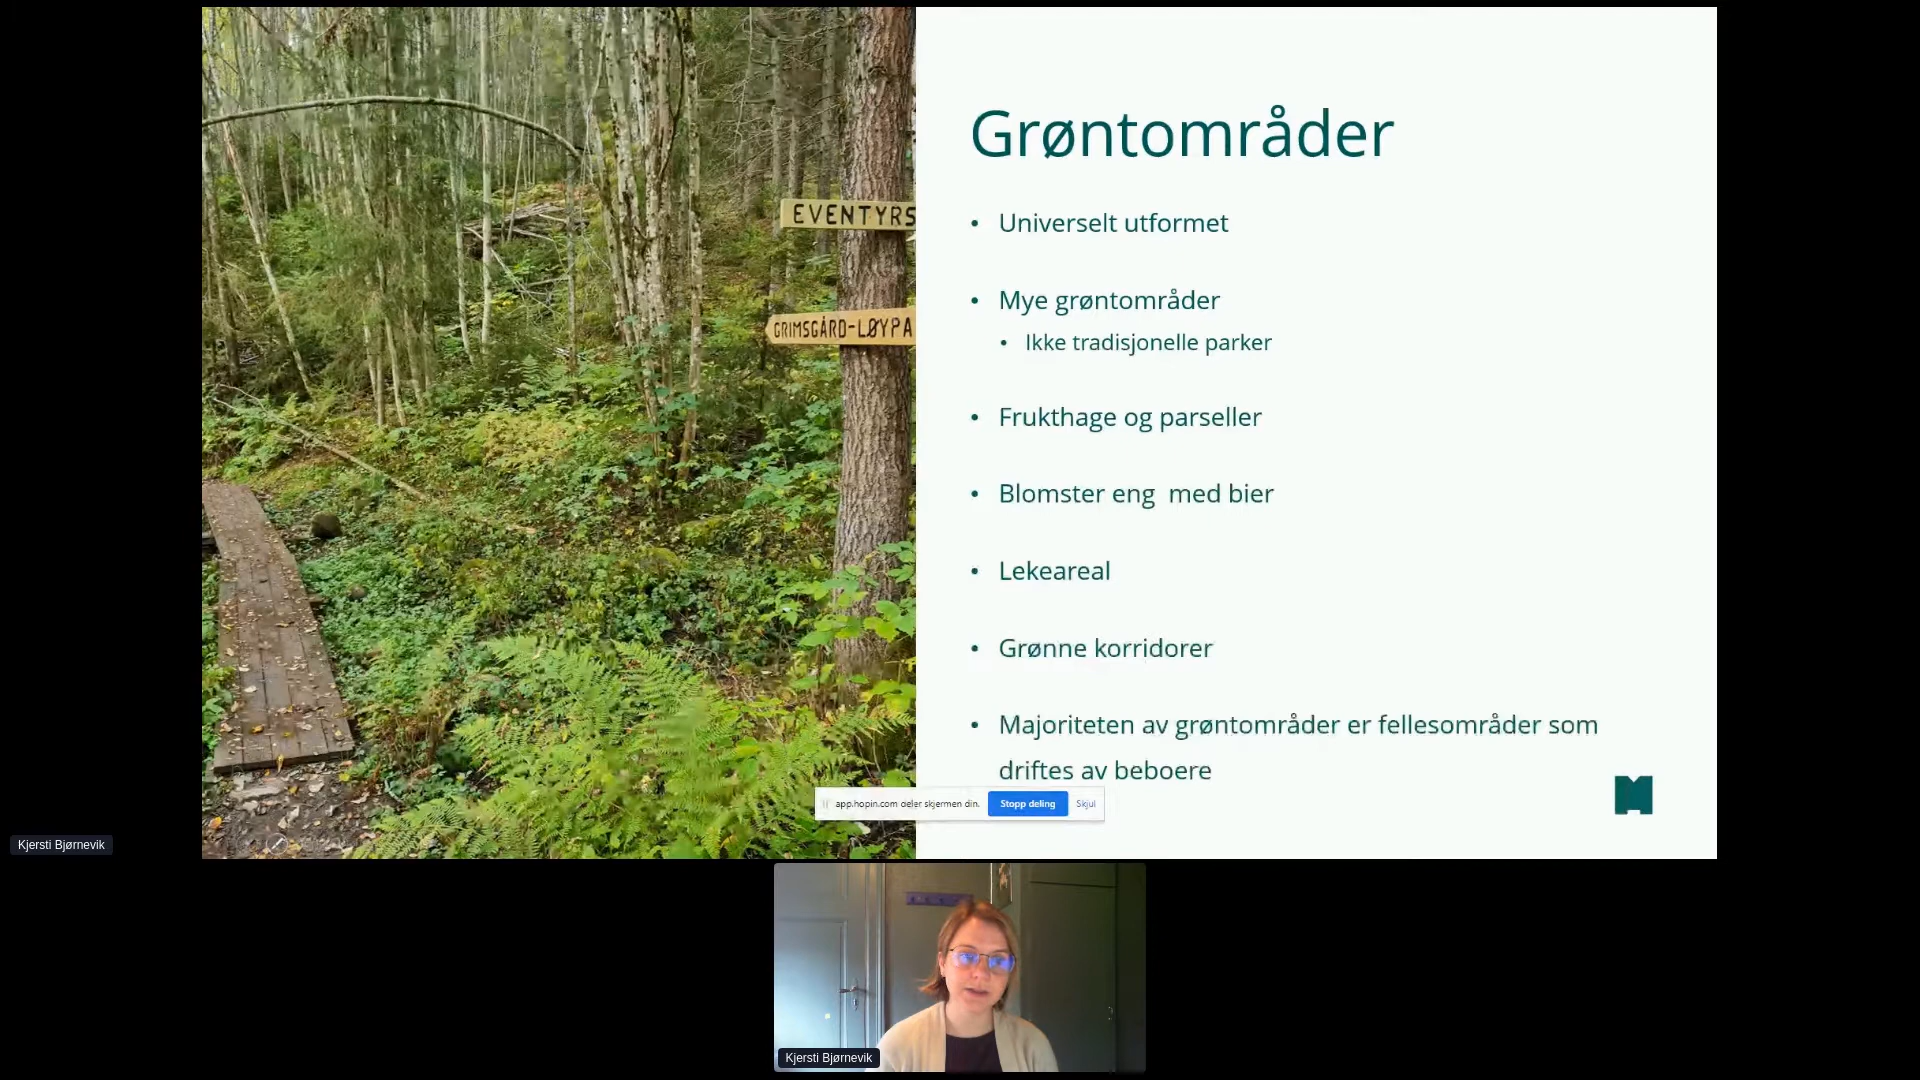 EVENTYRS
GRIMSGÅRD-LØYPA
Grøntområder
• Universelt utformet
• Mye grøntområder
• Ikke tradisjonelle parker
• Frukthage og parseller
• Blomster eng  med bier
• Lekeareal
• Grønne korridorer
• Majoriteten av grøntområder er fellesområder som
driftes av beboere
app.hopin.com deler skjermen din. Stopp deling Skjul
Kjersti Bjørnevik
Kjersti Bjørnevik